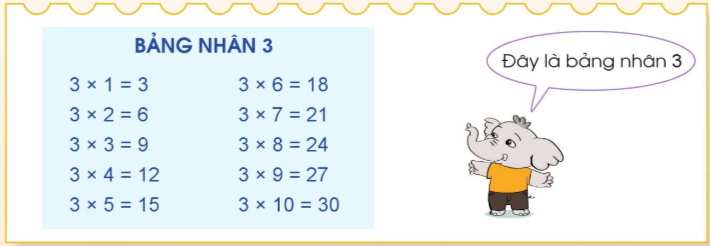 BẢNG NHÂN 3
3 × 1 = 3
3 × 2 = 6
3 × 3 = 9
3 × 4 = 12
3 × 5 = 15
3 × 6 = 18
3 × 7 = 21
3 × 8 = 24
3 × 9 = 27
3 × 10 = 30
Đây là bảng nhân 3